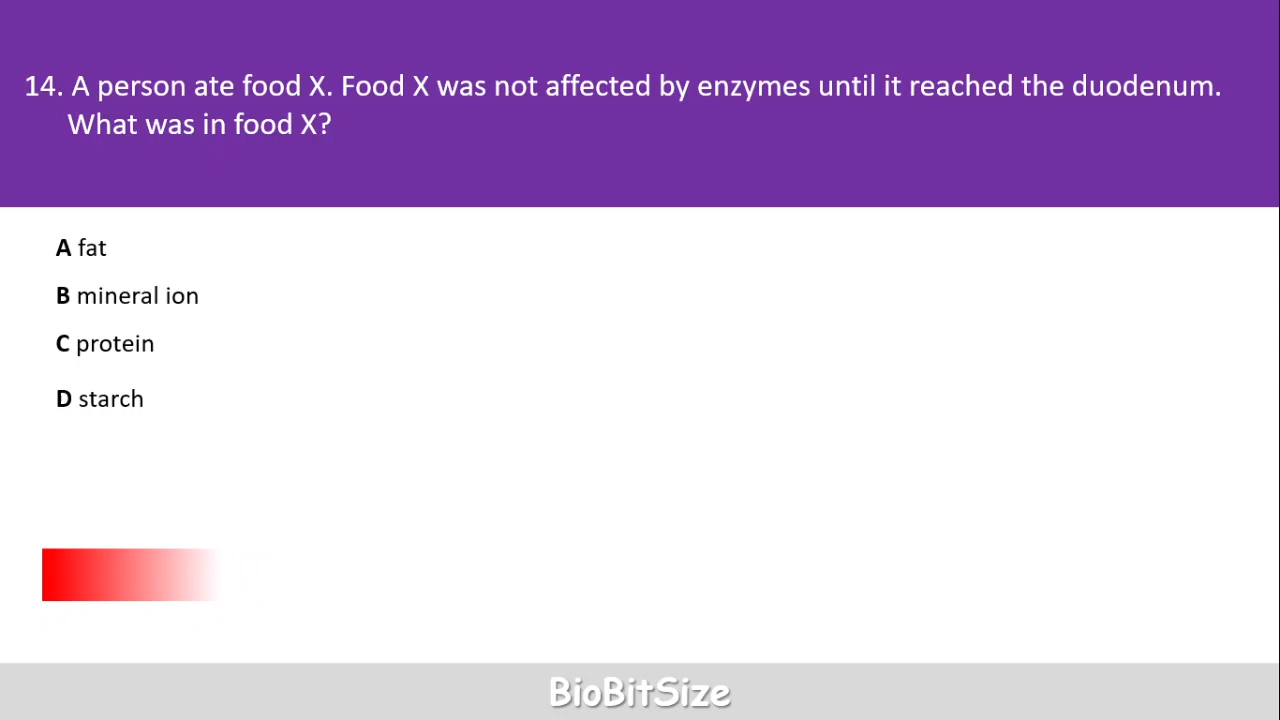 14. A person ate food X. Food X was not affected by enzymes until it reached the duodenum.
What was in food X?
A fat
B mineral ion
C protein
D starch
BioBitSize